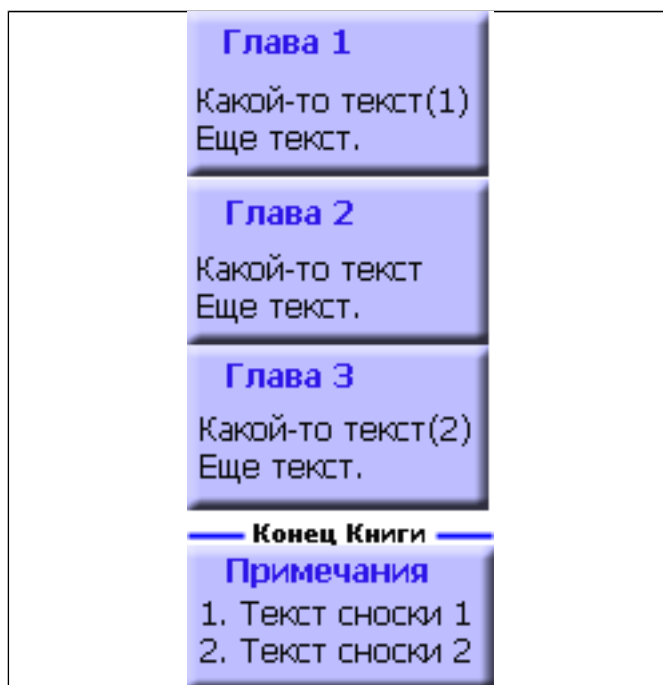 Глава 1
Какой-то текст(1)
Еще текст.
Глава 2
Какой-то текст
Еще текст.
Глава 3
Какой-то текст(2)
Еще текст.
Конец Книги
Примечания
1. Текст сноски 1
2. Текст сноски 2